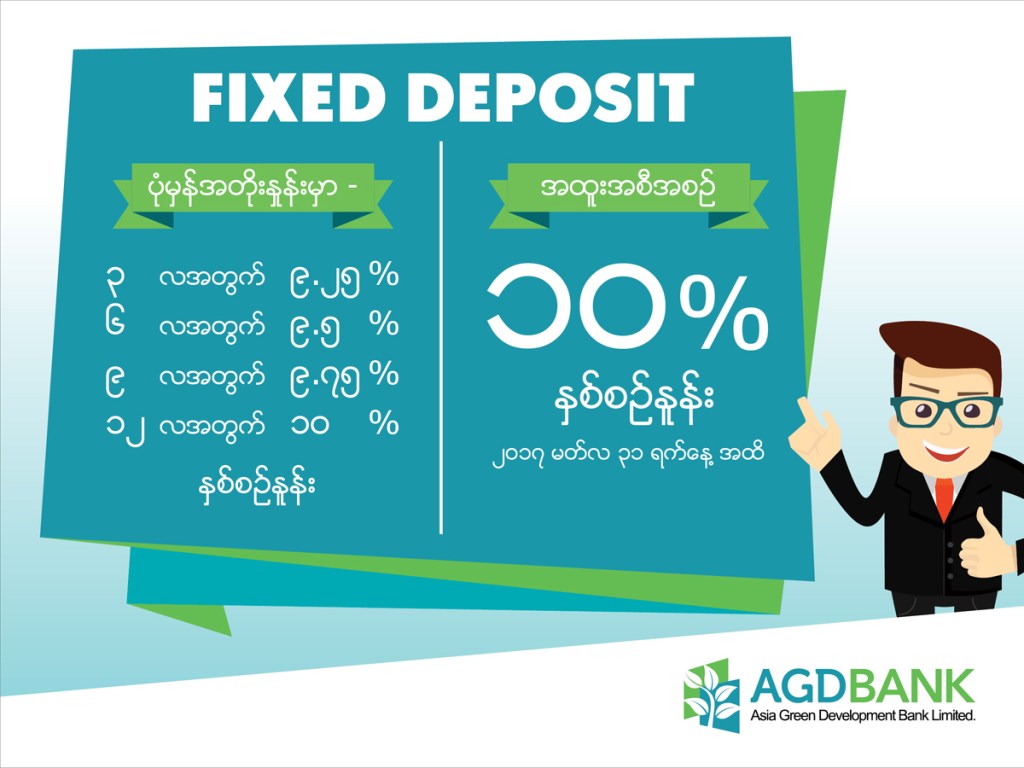 FIXED DEPOSIT
ပုံမှန်အတိုးနှုန်းမှာ -
၃ လအတွက် ၉.၂၅ %
၆ လအတွက် ၉.၅ %
၉ လအတွက် ၉.၇၅ %
၁၂ လအတွက် ၁၀ %
နှစ်စဉ်နှုန်း
အထူးအစီအစဉ်
၁၀%
နှစ်စဉ်နှုန်း
၂၀၁၇ မတ်လ ၃၁ ရက်နေ့ အထိ
AGDBANK
Asia Green Development Bank Limited.